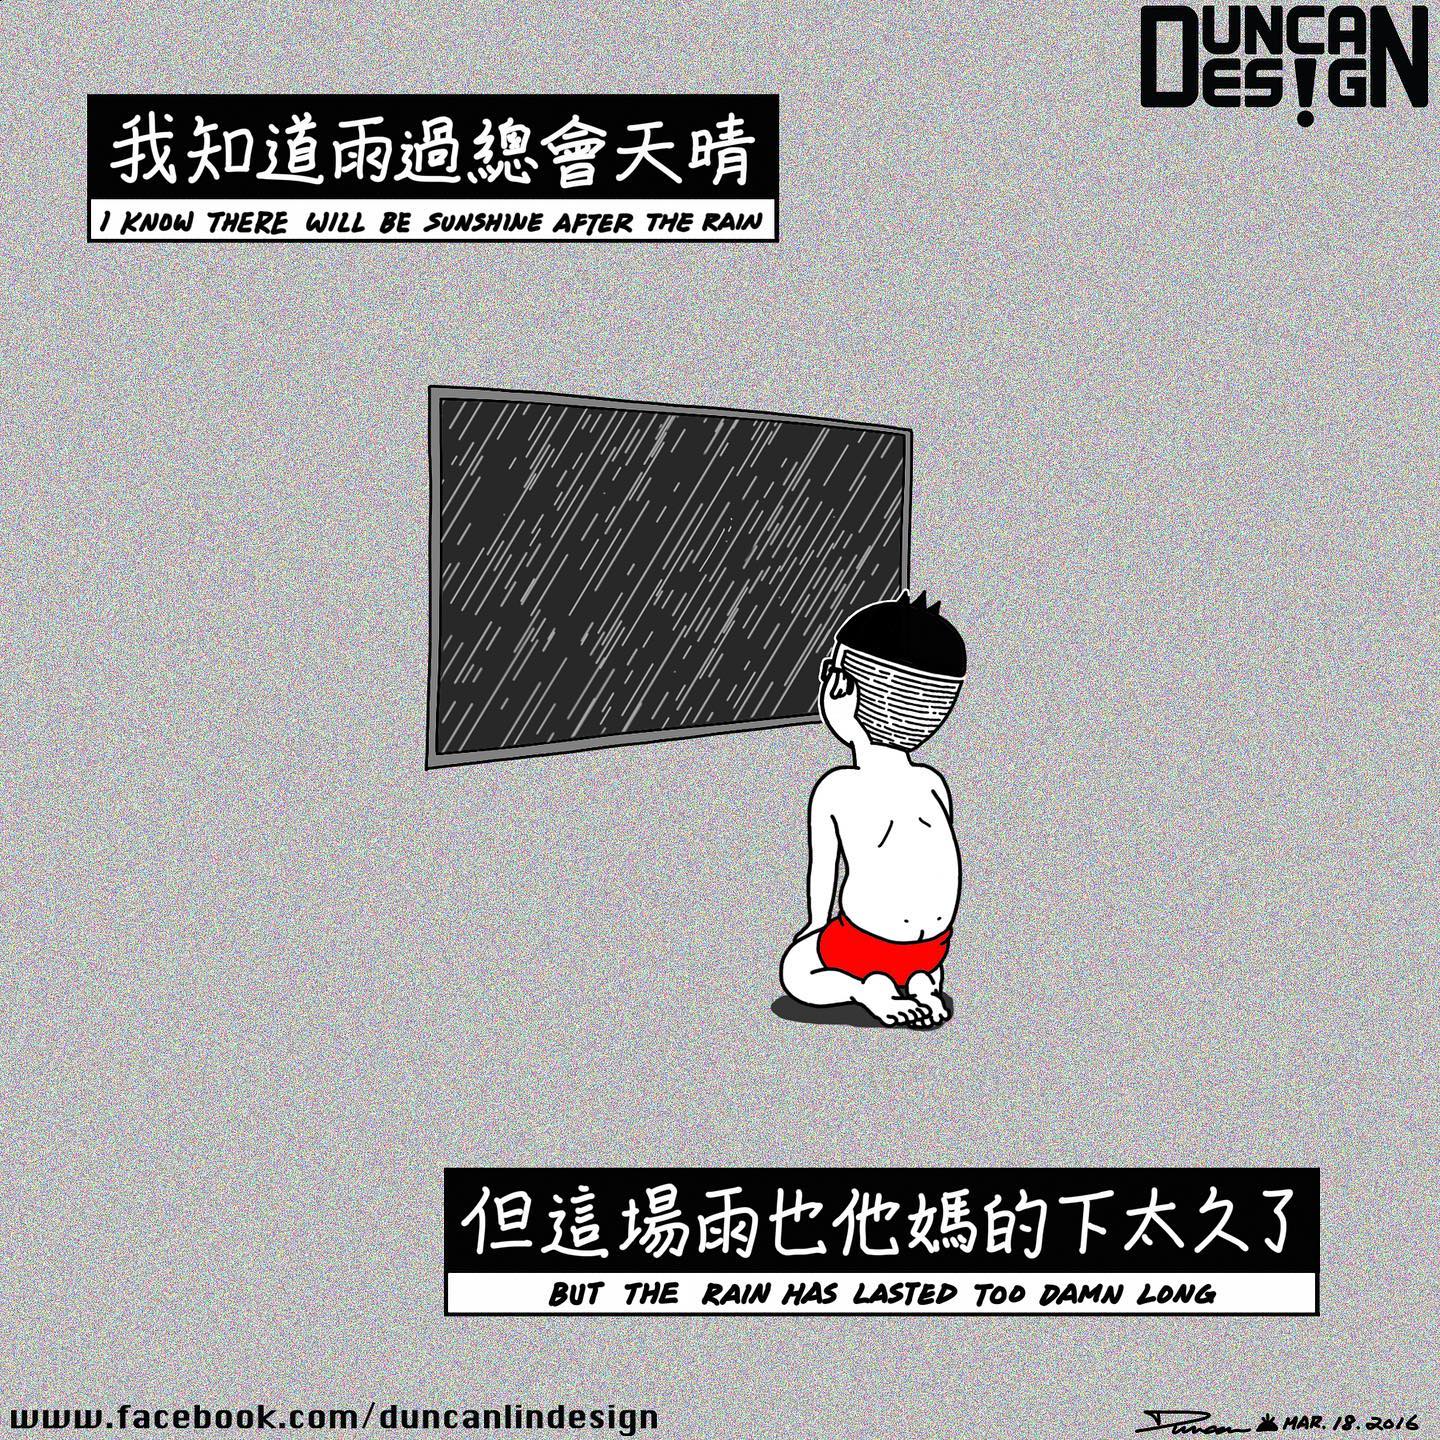 DUNCAN
DES!GN
我知道雨過總會天晴
I KNOW THERE WILL BE SUNSHINE AFTER THE RAIN
但這場雨也他媽的下太久了
BUT THE RAIN HAS LASTED TOO DAMN LONG
www.facebook.com/duncanlindesign
Duncan MAR. 18. 2016